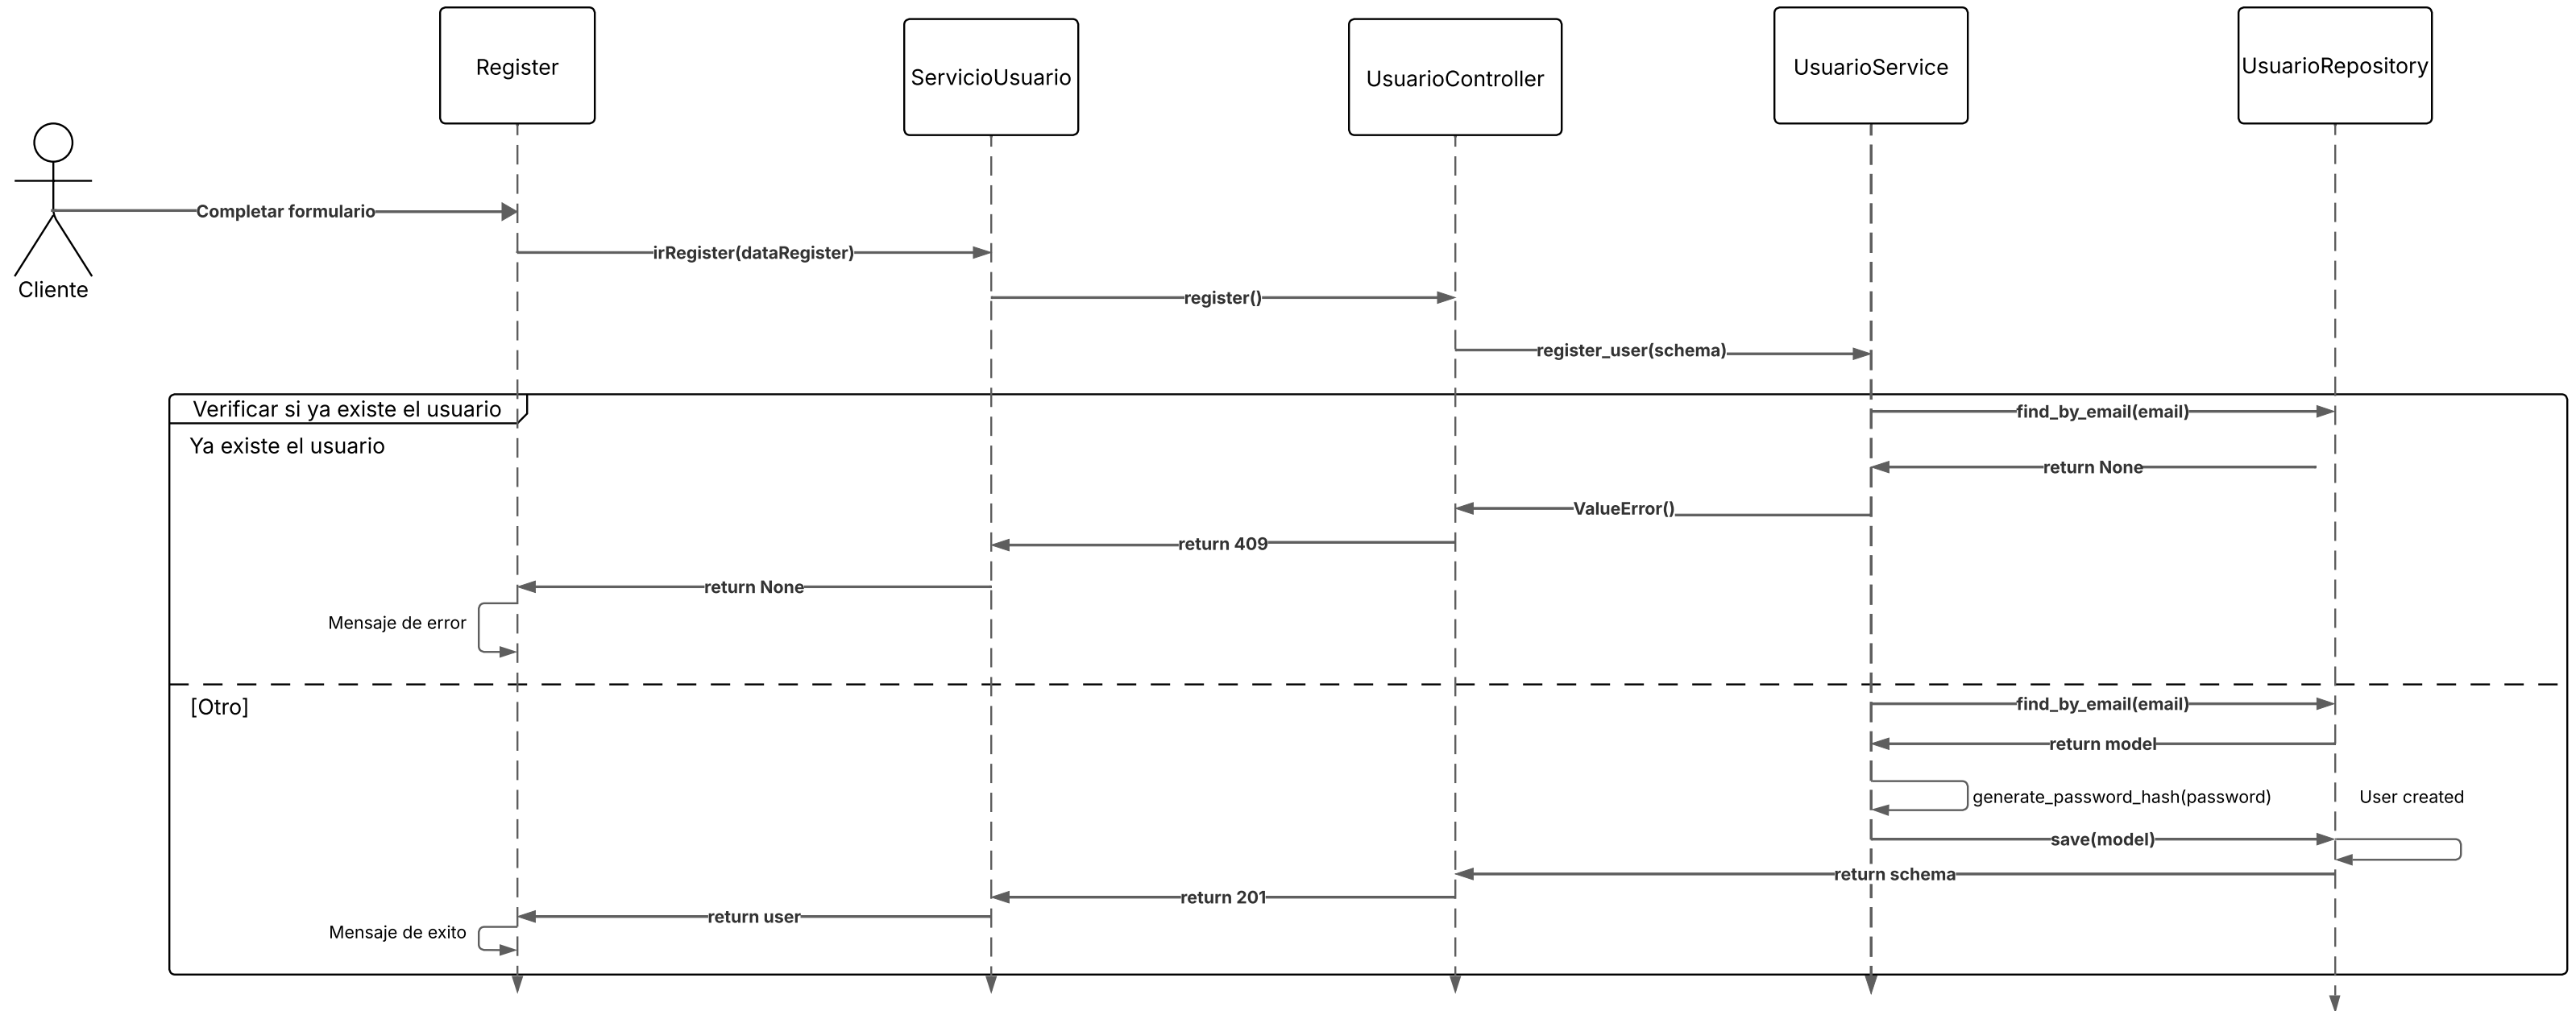 Register
ServicioUsuario
UsuarioController
UsuarioService
UsuarioRepository
Cliente
Completar formulario
irRegister(dataRegister)
register()
register_user(schema)
Verificar si ya existe el usuario
find_by_email(email)
Ya existe el usuario
return None
ValueError()
return 409
return None
Mensaje de error
[Otro]
find_by_email(email)
return model
generate_password_hash(password)
User created
save(model)
return schema
return 201
return user
Mensaje de exito